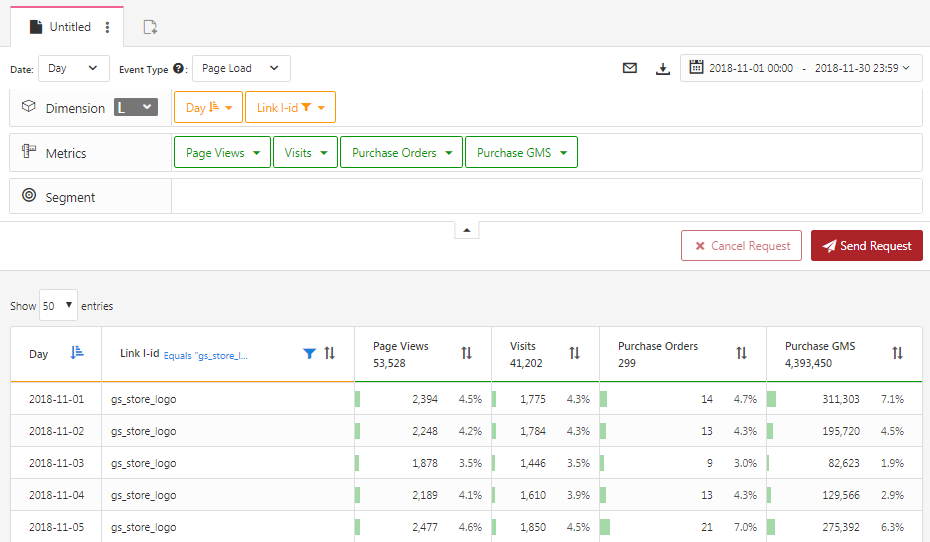 Untitled
Date: Day Event Type ? : Page Load 2018-11-01 00:00 - 2018-11-30 23:59
Dimension L Day Link I-id
Metrics Page Views Visits Purchase Orders Purchase GMS
Segment
Cancel Request Send Request
Show 50 entries
Day Link I-id Equals "gs_store_l... Page Views 53,528 Visits 41,202 Purchase Orders 299 Purchase GMS 4,393,450
2018-11-01 gs_store_logo 2,394 4.5% 1,775 4.3% 14 4.7% 311,303 7.1%
2018-11-02 gs_store_logo 2,248 4.2% 1,784 4.3% 13 4.3% 195,720 4.5%
2018-11-03 gs_store_logo 1,878 3.5% 1,446 3.5% 9 3.0% 82,623 1.9%
2018-11-04 gs_store_logo 2,189 4.1% 1,610 3.9% 13 4.3% 129,566 2.9%
2018-11-05 gs_store_logo 2,477 4.6% 1,850 4.5% 21 7.0% 275,392 6.3%